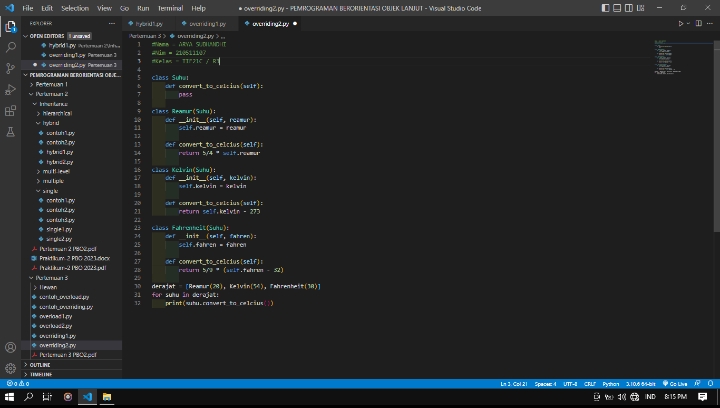 File Edit Selection View Go Run Terminal Help
overriding2.py - PEMROGRAMAN BERORIENTASI OBJEK LANJUT - Visual Studio Code
EXPLORER
OPEN EDITORS 1 unsaved
hybrid1.py Pertemuan 2\Inhe...
overriding1.py Pertemuan 3
overriding2.py Pertemuan 3
PEMROGRAMAN BERORIENTASI OBJE...
Pertemuan 1
Pertemuan 2
Inheritance
hierarchical
hybrid
contoh1.py
contoh2.py
hybrid1.py
hybrid2.py
multi-level
multiple
single
contoh1.py
contoh2.py
contoh3.py
single1.py
single2.py
Pertemuan 2 PBO2.pdf
Praktikum-2 PBO 2023.docx
Praktikum-2 PBO 2023.pdf
Pertemuan 3
Hewan
contoh_overload.py
contoh_overriding.py
overload1.py
overload2.py
overriding1.py
overriding2.py
Pertemuan 3 PBO2.pdf
OUTLINE
TIMELINE
hybrid1.py overriding1.py overriding2.py
Pertemuan 3 > overriding2.py > Suhu
1 #Nama - ARYA SUBHANDHI
2 #Nim - 210511107
3 #Kelas - TIF21C / R3
4
5 class Suhu:
6 def convert_to_celcius(self):
7 pass
8
9 class Reamur(Suhu):
10 def __init__(self, reamur):
11 self.reamur = reamur
12
13 def convert_to_celcius(self):
14 return 5/4 * self.reamur
15
16 class Kelvin(Suhu):
17 def __init__(self, kelvin):
18 self.kelvin = kelvin
19
20 def convert_to_celcius(self):
21 return self.kelvin - 273
22
23 class Fahrenheit(Suhu):
24 def __init__(self, fahren):
25 self.fahren = fahren
26
27 def convert_to_celcius(self):
28 return 5/9 * (self.fahren - 32)
29
30 derajat = [Reamur(20), Kelvin(54), Fahrenheit(30)]
31 for suhu in derajat:
32 print(suhu.convert_to_celcius())
0 0 Ln 3, Col 21 Spaces: 4 UTF-8 CRLF Python 3.10.6 64-bit Go Live
IND 8:15 PM